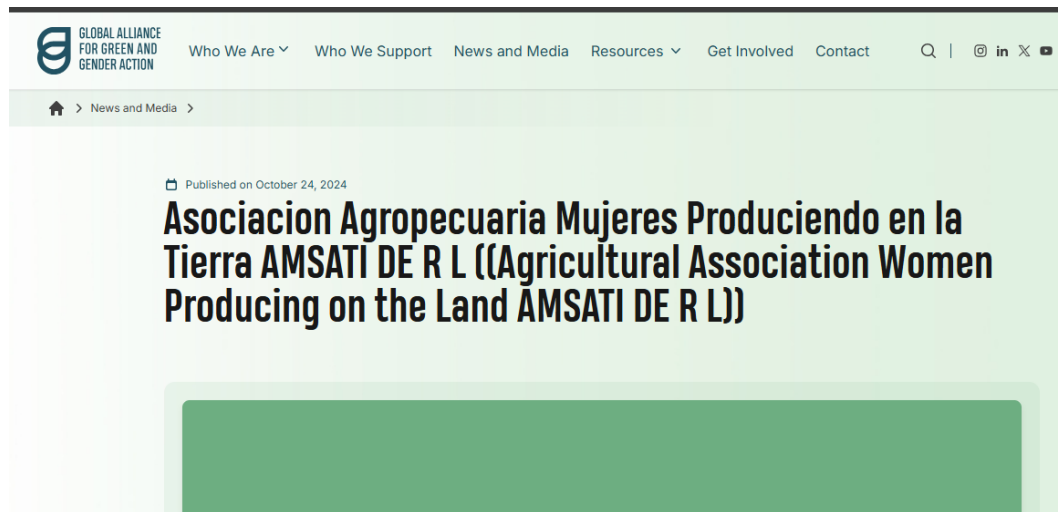 GLOBAL ALLIANCE
FOR GREEN AND
GENDER ACTION
Who We Are
Who We Support
News and Media
Resources
Get Involved
Contact
News and Media
Published on October 24, 2024
Asociacion Agropecuaria Mujeres Produciendo en la
Tierra AMSATI DE R L ((Agricultural Association Women
Producing on the Land AMSATI DE R L))